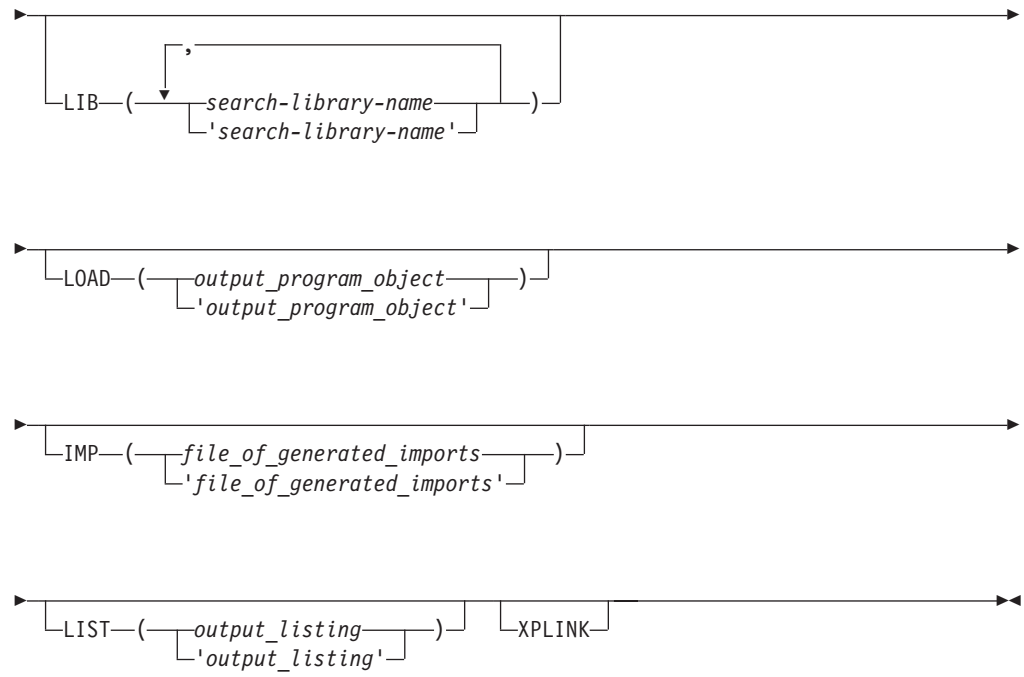 ,
LIB ( search-library-name )
'search-library-name'
LOAD ( output_program_object )
'output_program_object'
IMP ( file_of_generated_imports )
'file_of_generated_imports'
LIST ( output_listing ) XPLINK
'output_listing'